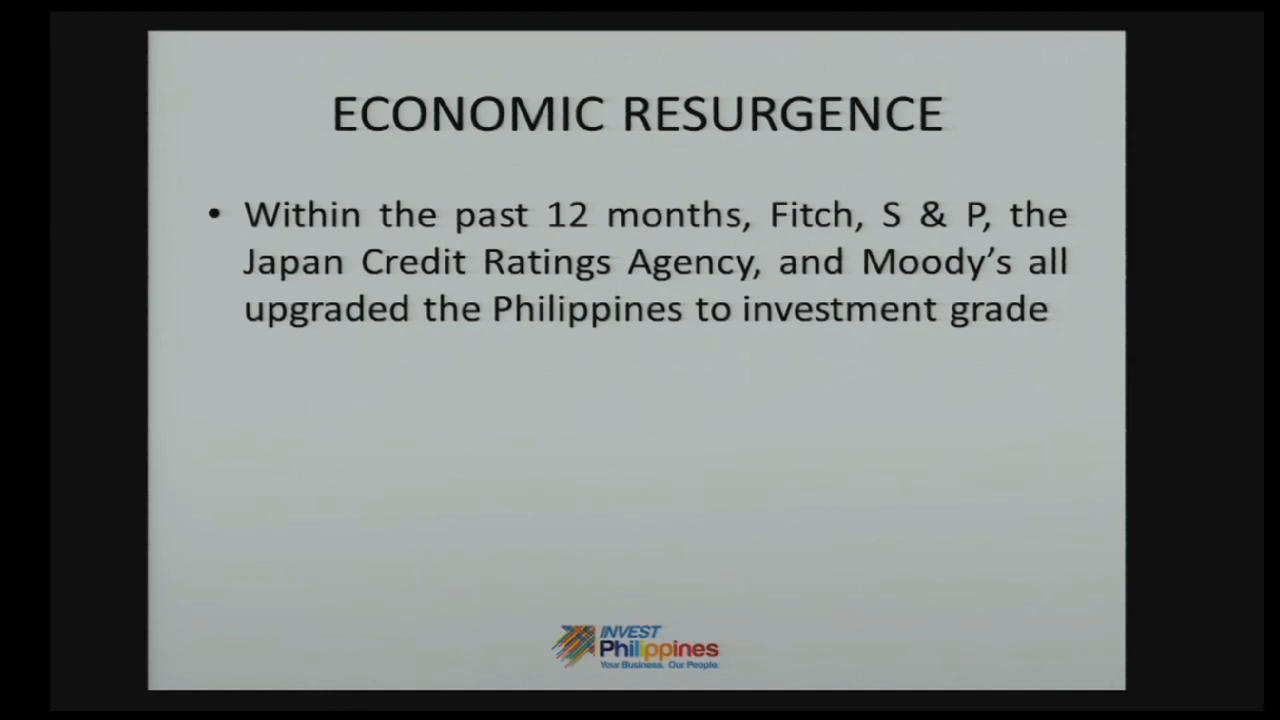 ECONOMIC RESURGENCE
• Within the past 12 months, Fitch, S & P, the
Japan Credit Ratings Agency, and Moody's all
upgraded the Philippines to investment grade
INVEST
Philippines
Your Business. Our People.